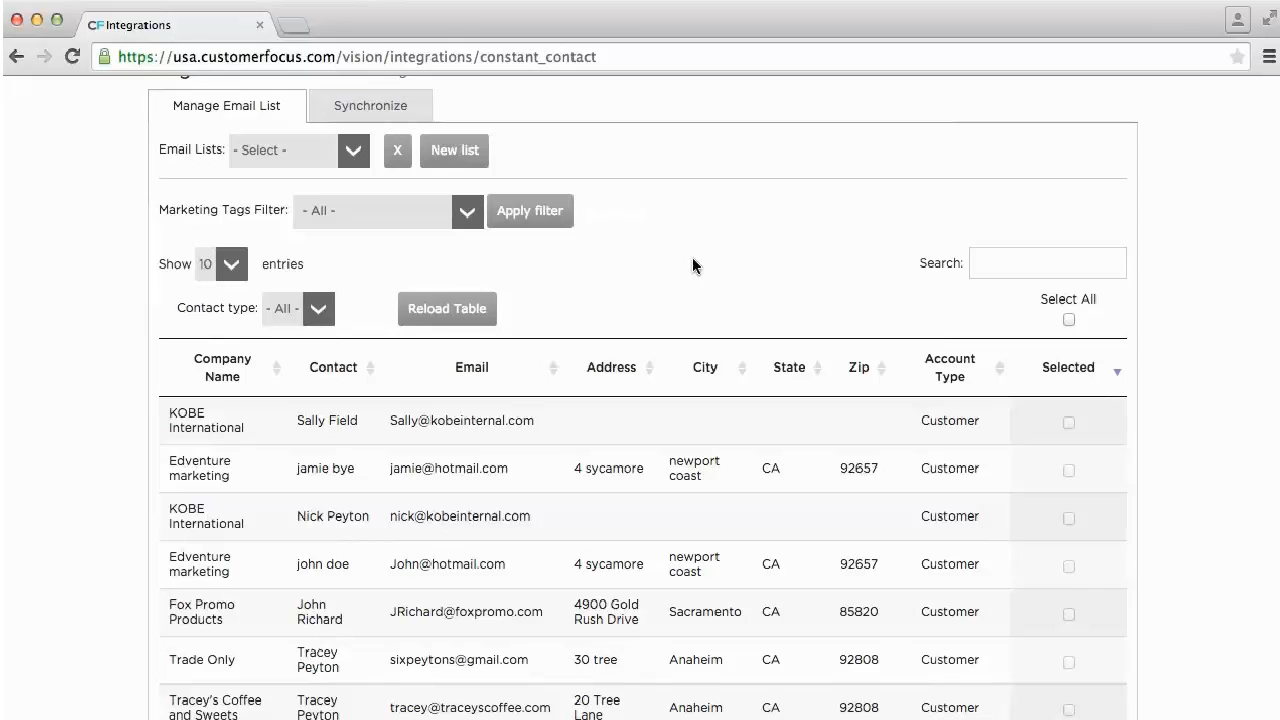 CFIntegrations
https://usa.customerfocus.com/vision/integrations/constant_contact
Manage Email List
Synchronize
Email Lists:
- Select -
X
New list
Marketing Tags Filter:
- All -
Apply filter
Show
10
entries
Search:
Contact type:
- All -
Reload Table
Select All
Company
Name
Contact
Email
Address
City
State
Zip
Account
Type
Selected
KOBE
International
Sally Field
Sally@kobeinternal.com
Customer
Edventure
marketing
jamie bye
jamie@hotmail.com
4 sycamore
newport
coast
CA
92657
Customer
KOBE
International
Nick Peyton
nick@kobeinternal.com
Customer
Edventure
marketing
john doe
John@hotmail.com
4 sycamore
newport
coast
CA
92657
Customer
Fox Promo
Products
John
Richard
JRichard@foxpromo.com
4900 Gold
Rush Drive
Sacramento
CA
85820
Customer
Trade Only
Tracey
Peyton
sixpeytons@gmail.com
30 tree
Anaheim
CA
92808
Customer
Tracey's Coffee
and Sweets
Tracey
Peyton
tracey@traceyscoffee.com
20 Tree
Lane
Anaheim
CA
92808
Customer